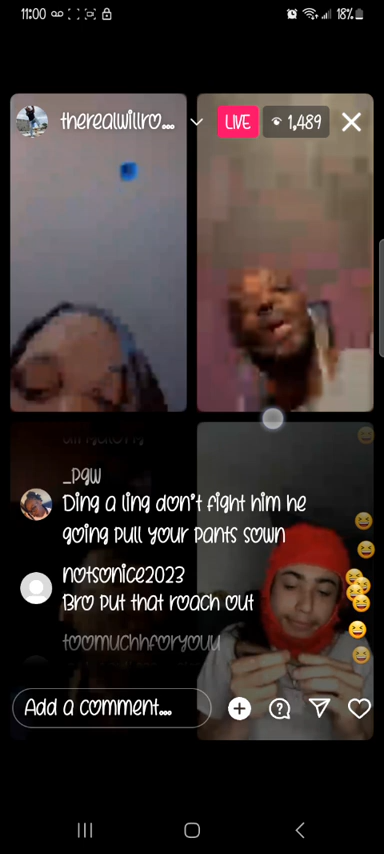 11:00
18%
therealwillro...
LIVE
1,489
_pgw
Ding a ling don't fight him he
going pull your pants sown
notsonice2023
Bro put that roach out
toomuchhforyouu
Add a comment...